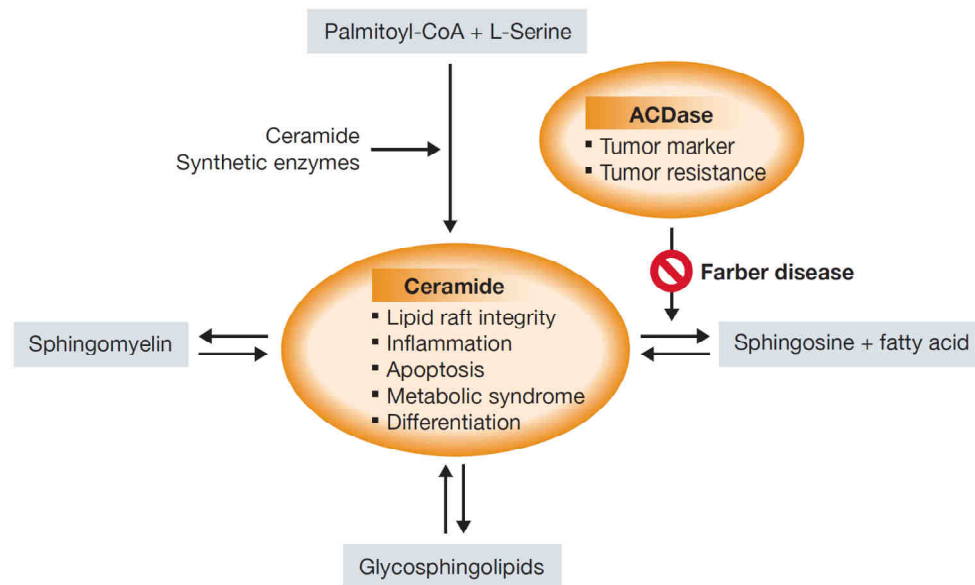 Palmitoyl-CoA + L-Serine
ACDase
▪ Tumor marker
▪ Tumor resistance
Ceramide
Synthetic enzymes
Farber disease
Ceramide
▪ Lipid raft integrity
▪ Inflammation
▪ Apoptosis
▪ Metabolic syndrome
▪ Differentiation
Sphingomyelin
Sphingosine + fatty acid
Glycosphingolipids